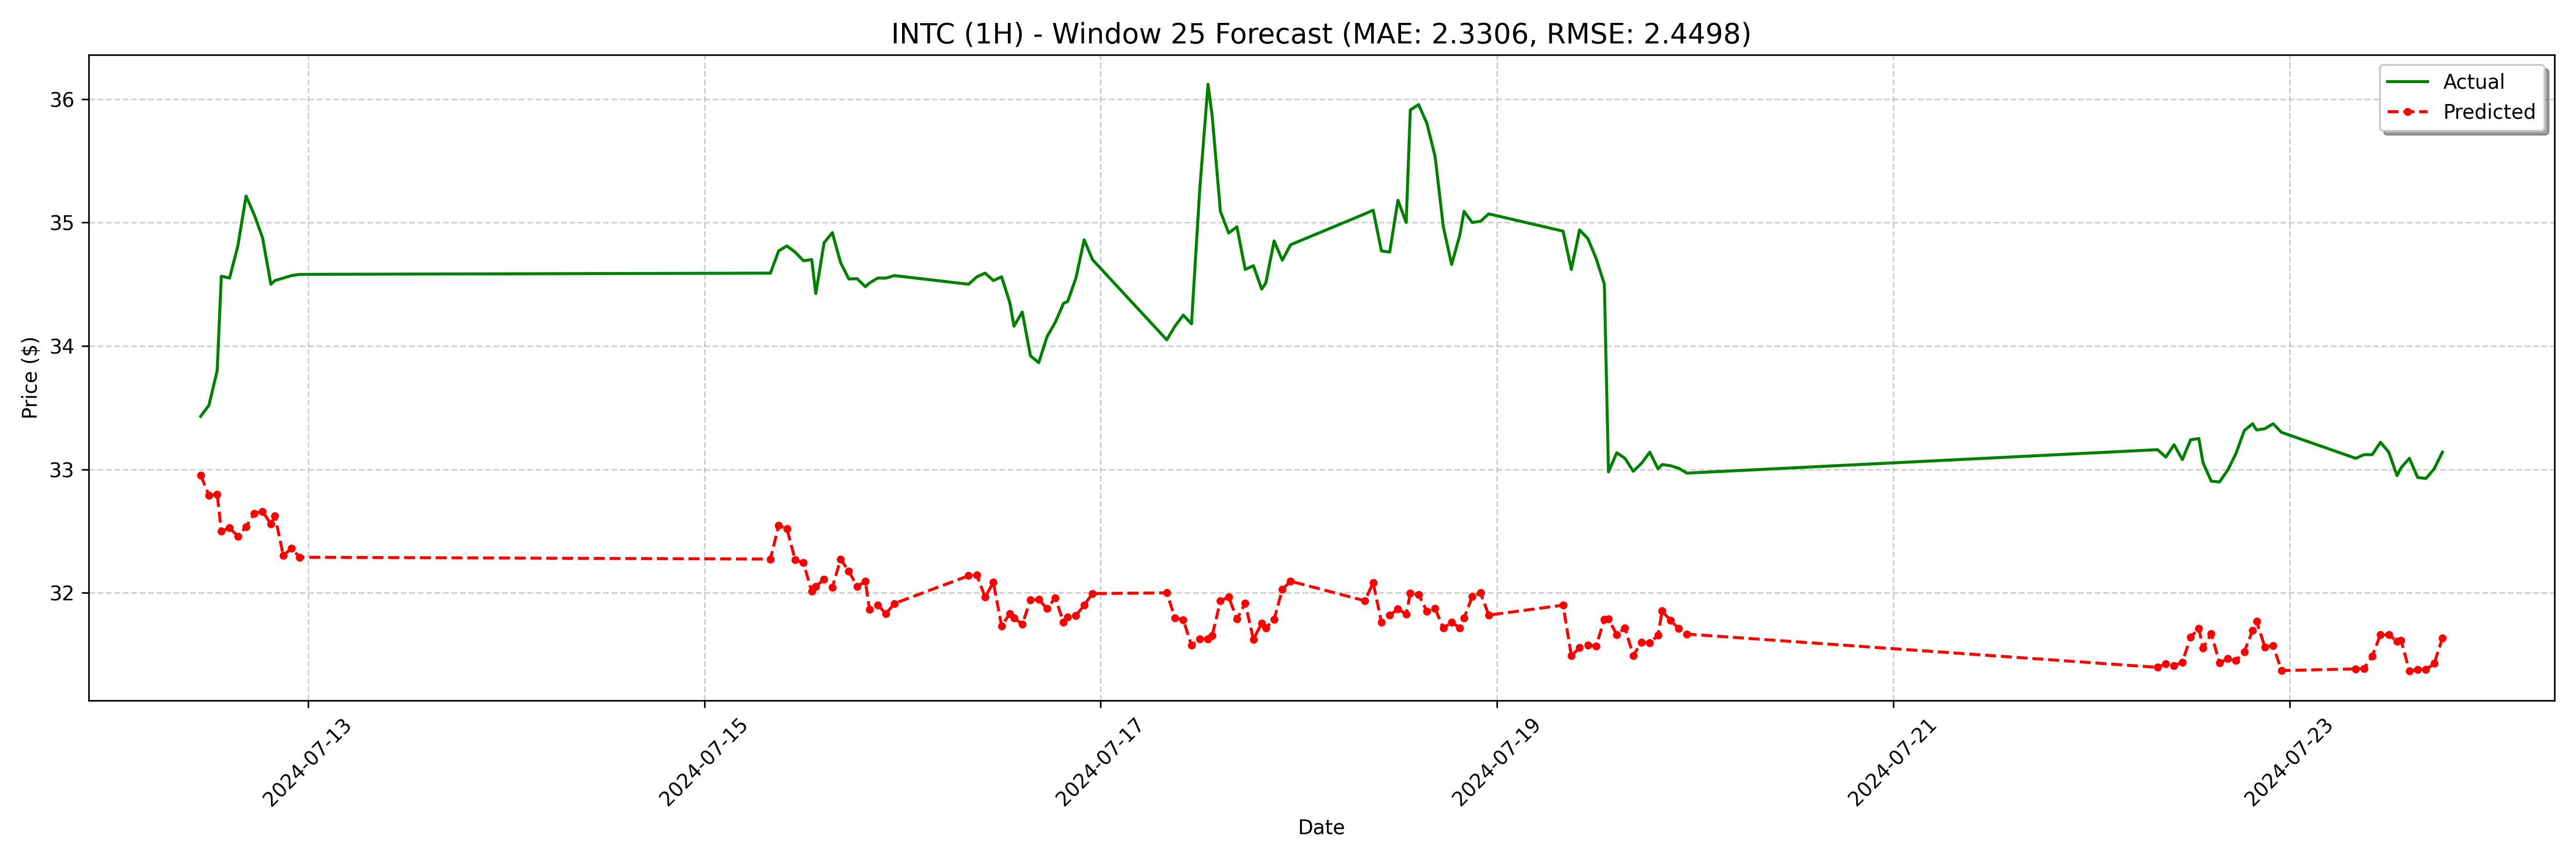 INTC (1H) - Window 25 Forecast (MAE: 2.3306, RMSE: 2.4498)
Actual
Predicted
Price ($)
36
35
34
33
32
2024-07-13
2024-07-15
2024-07-17
2024-07-19
2024-07-21
2024-07-23
Date